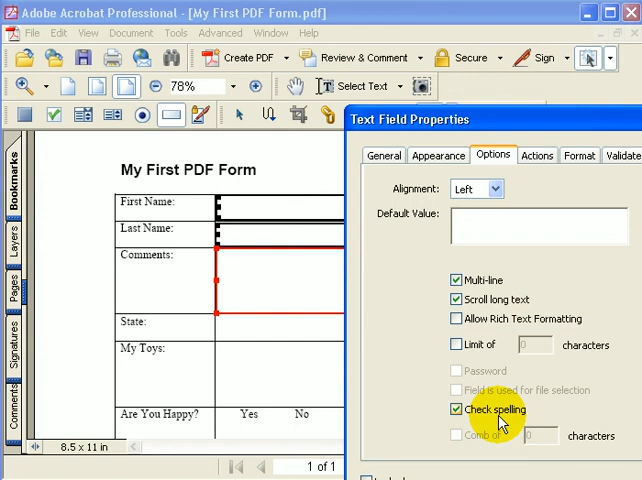 Adobe Acrobat Professional - [My First PDF Form.pdf]
File Edit View Document Tools Advanced Window Help
Create PDF Review & Comment Secure Sign
78% Select Text
Text Field Properties
General Appearance Options Actions Format Validate
Bookmarks
Layers
Pages
Signatures
Comments
My First PDF Form
First Name:
Last Name:
Comments:
State:
My Toys:
Are You Happy? Yes No
Alignment: Left
Default Value:
Multi-line
Scroll long text
Allow Rich Text Formatting
Limit of 0 characters
Password
Field is used for file selection
Check spelling
Comb of 0 characters
8.5 x 11 in
1 of 1